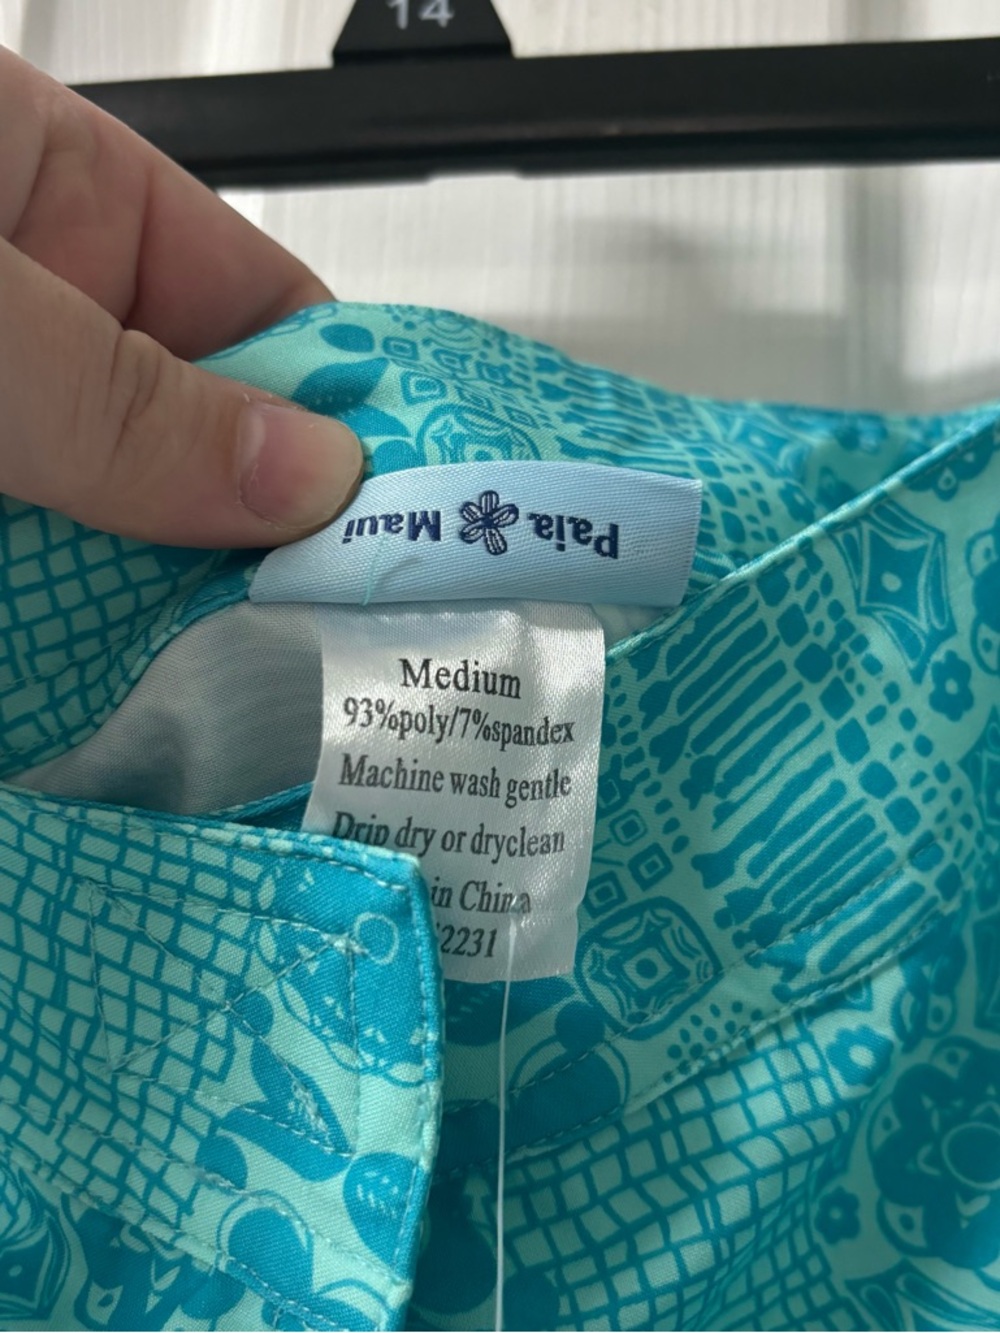 14
Paia Maui
Medium
93%poly/7%spandex
Machine wash gentle
Drip dry or dryclean
in China
2231